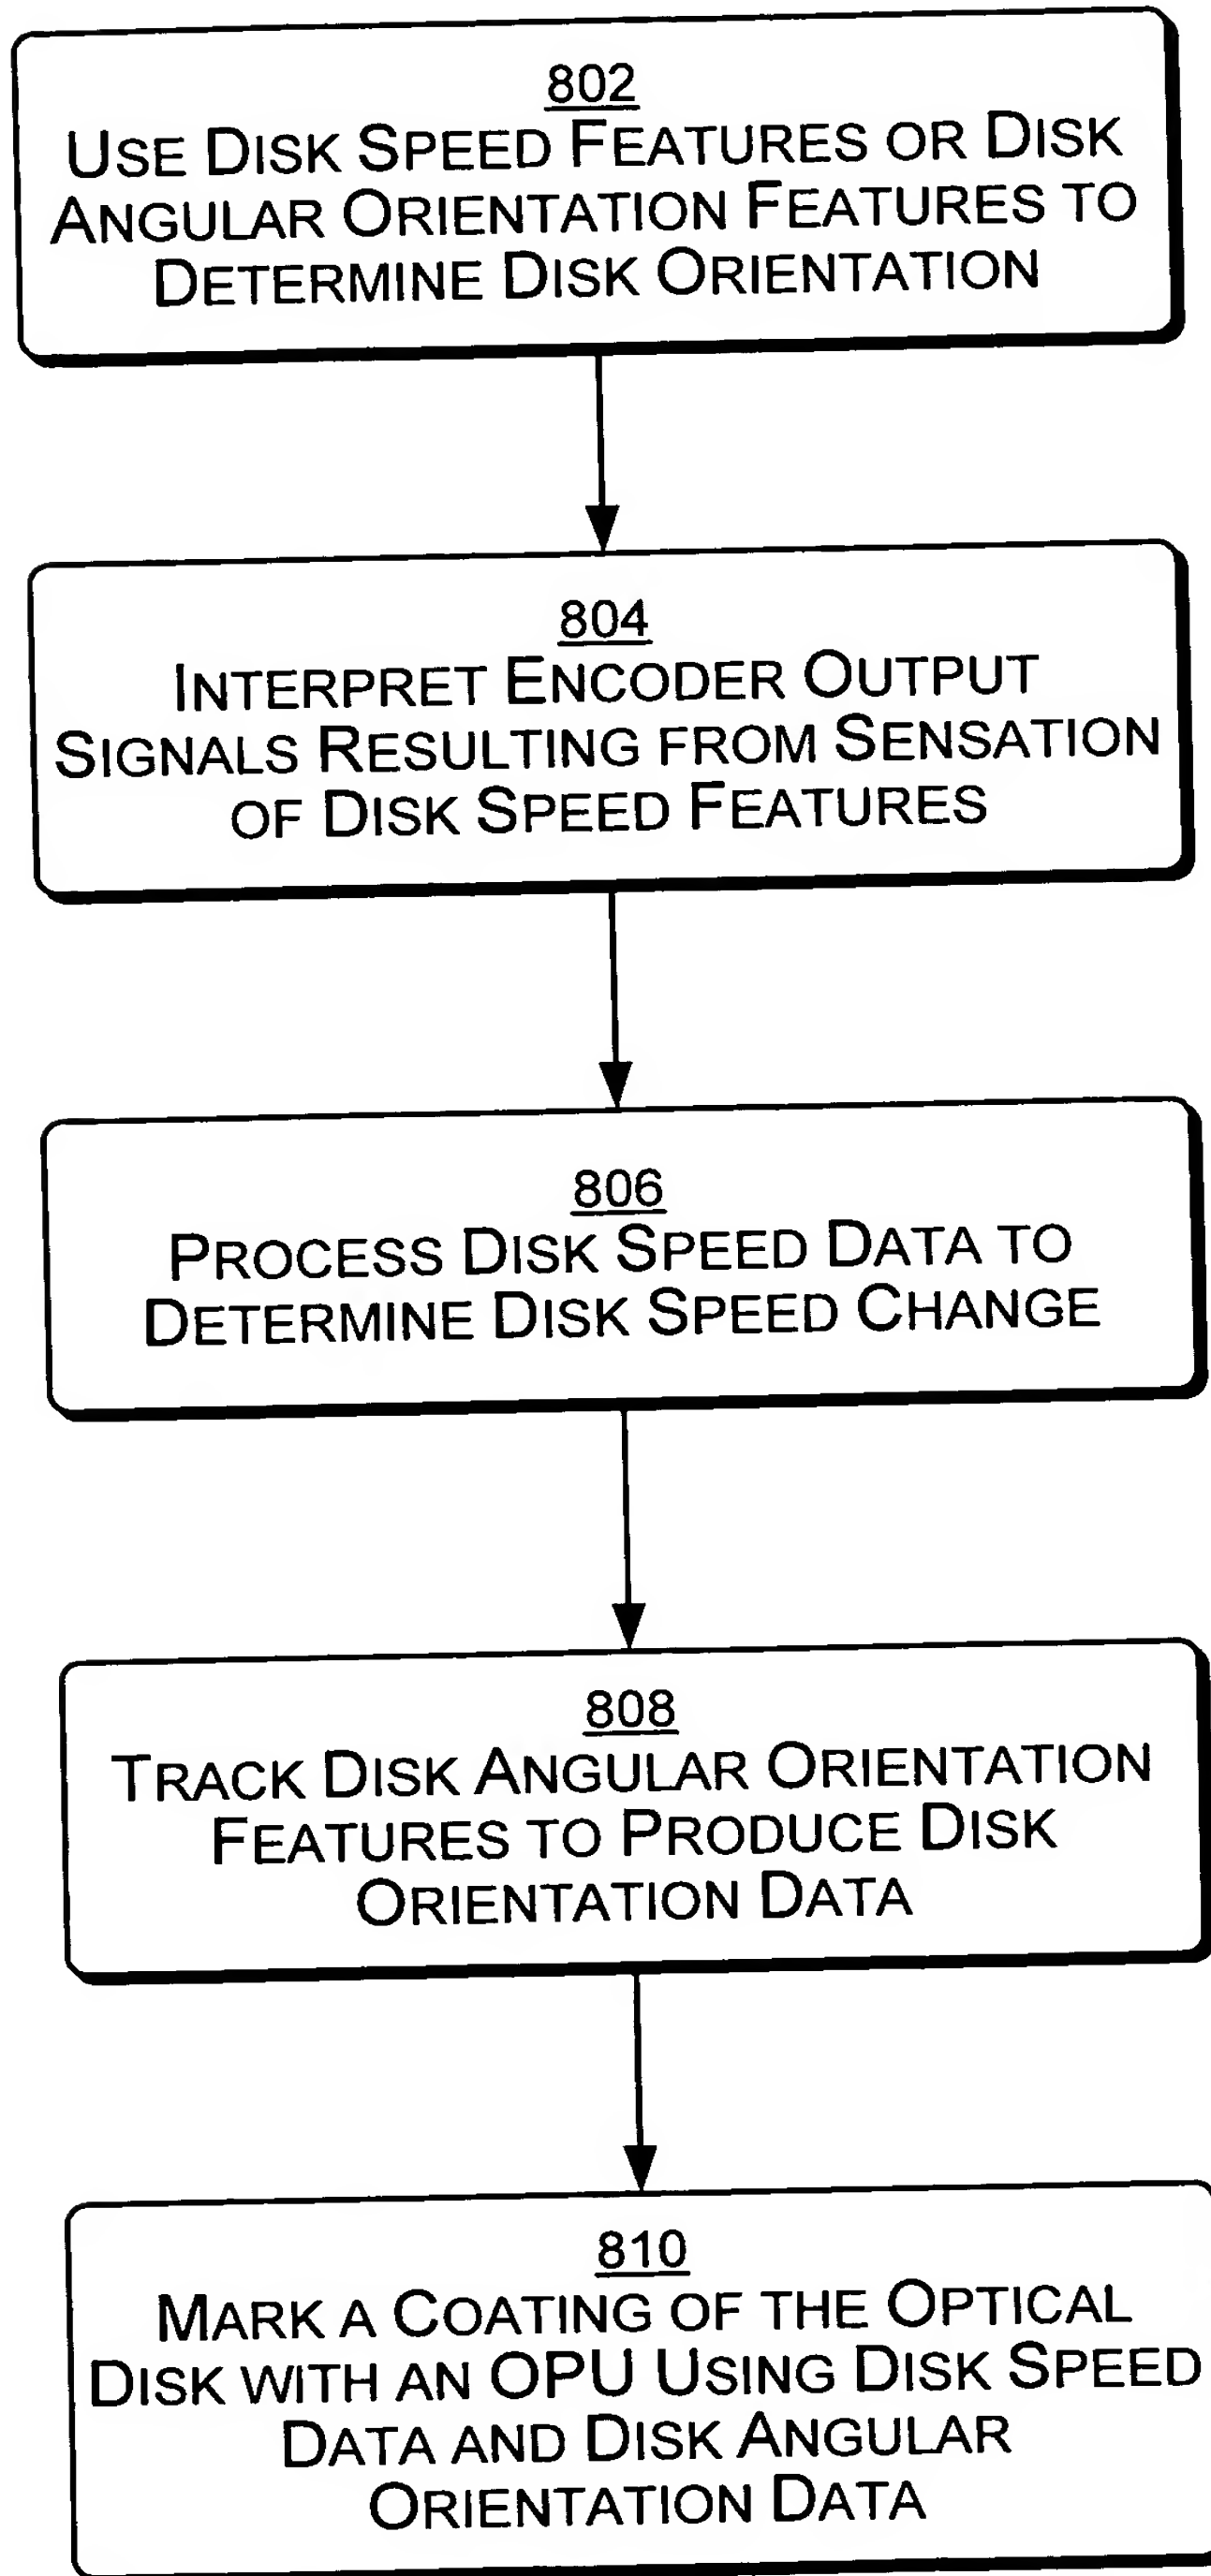 802
USE DISK SPEED FEATURES OR DISK
ANGULAR ORIENTATION FEATURES TO
DETERMINE DISK ORIENTATION
804
INTERPRET ENCODER OUTPUT
SIGNALS RESULTING FROM SENSATION
OF DISK SPEED FEATURES
806
PROCESS DISK SPEED DATA TO
DETERMINE DISK SPEED CHANGE
808
TRACK DISK ANGULAR ORIENTATION
FEATURES TO PRODUCE DISK
ORIENTATION DATA
810
MARK A COATING OF THE OPTICAL
DISK WITH AN OPU USING DISK SPEED
DATA AND DISK ANGULAR
ORIENTATION DATA